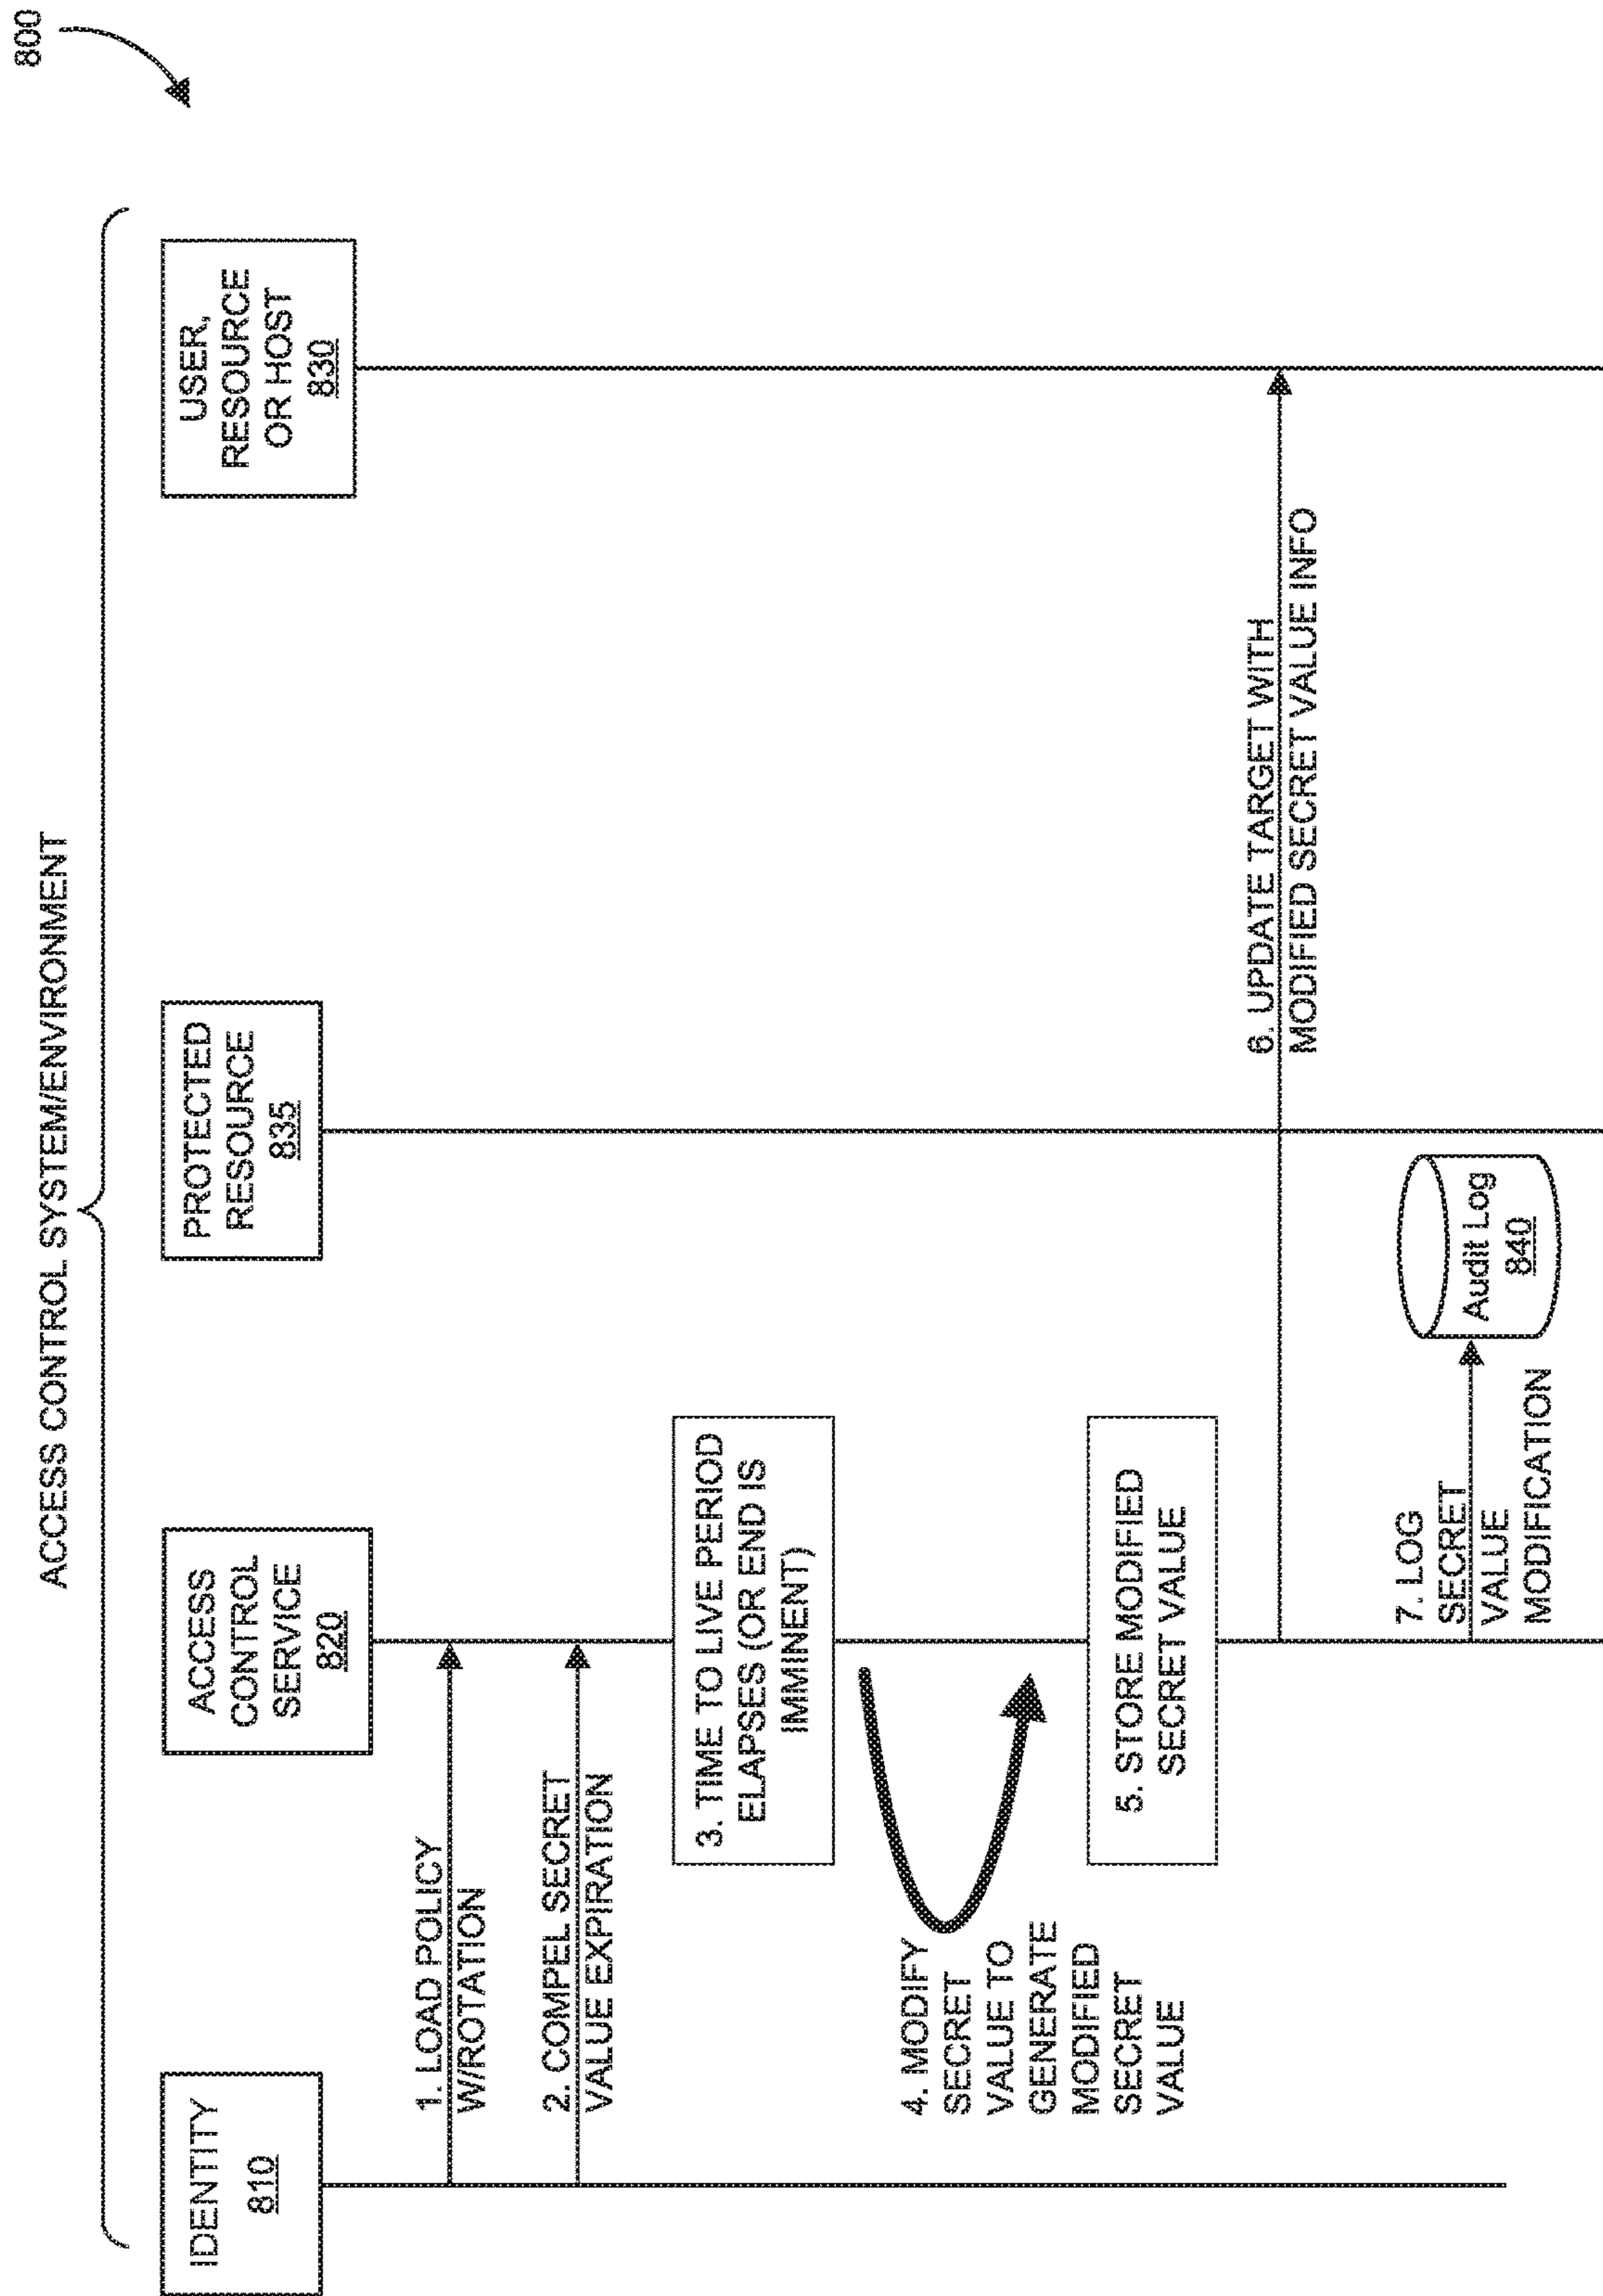 800
ACCESS CONTROL SYSTEM/ENVIRONMENT
IDENTITY
810
ACCESS
CONTROL
SERVICE
820
PROTECTED
RESOURCE
835
USER,
RESOURCE
OR HOST
830
1. LOAD POLICY
W/ROTATION
2. COMPEL SECRET
VALUE EXPIRATION
3. TIME TO LIVE PERIOD
ELAPSES (OR END IS
IMMINENT)
4. MODIFY
SECRET
VALUE TO
GENERATE
MODIFIED
SECRET
VALUE
5. STORE MODIFIED
SECRET VALUE
6. UPDATE TARGET WITH
MODIFIED SECRET VALUE INFO
7. LOG
SECRET
VALUE
MODIFICATION
Audit Log
840